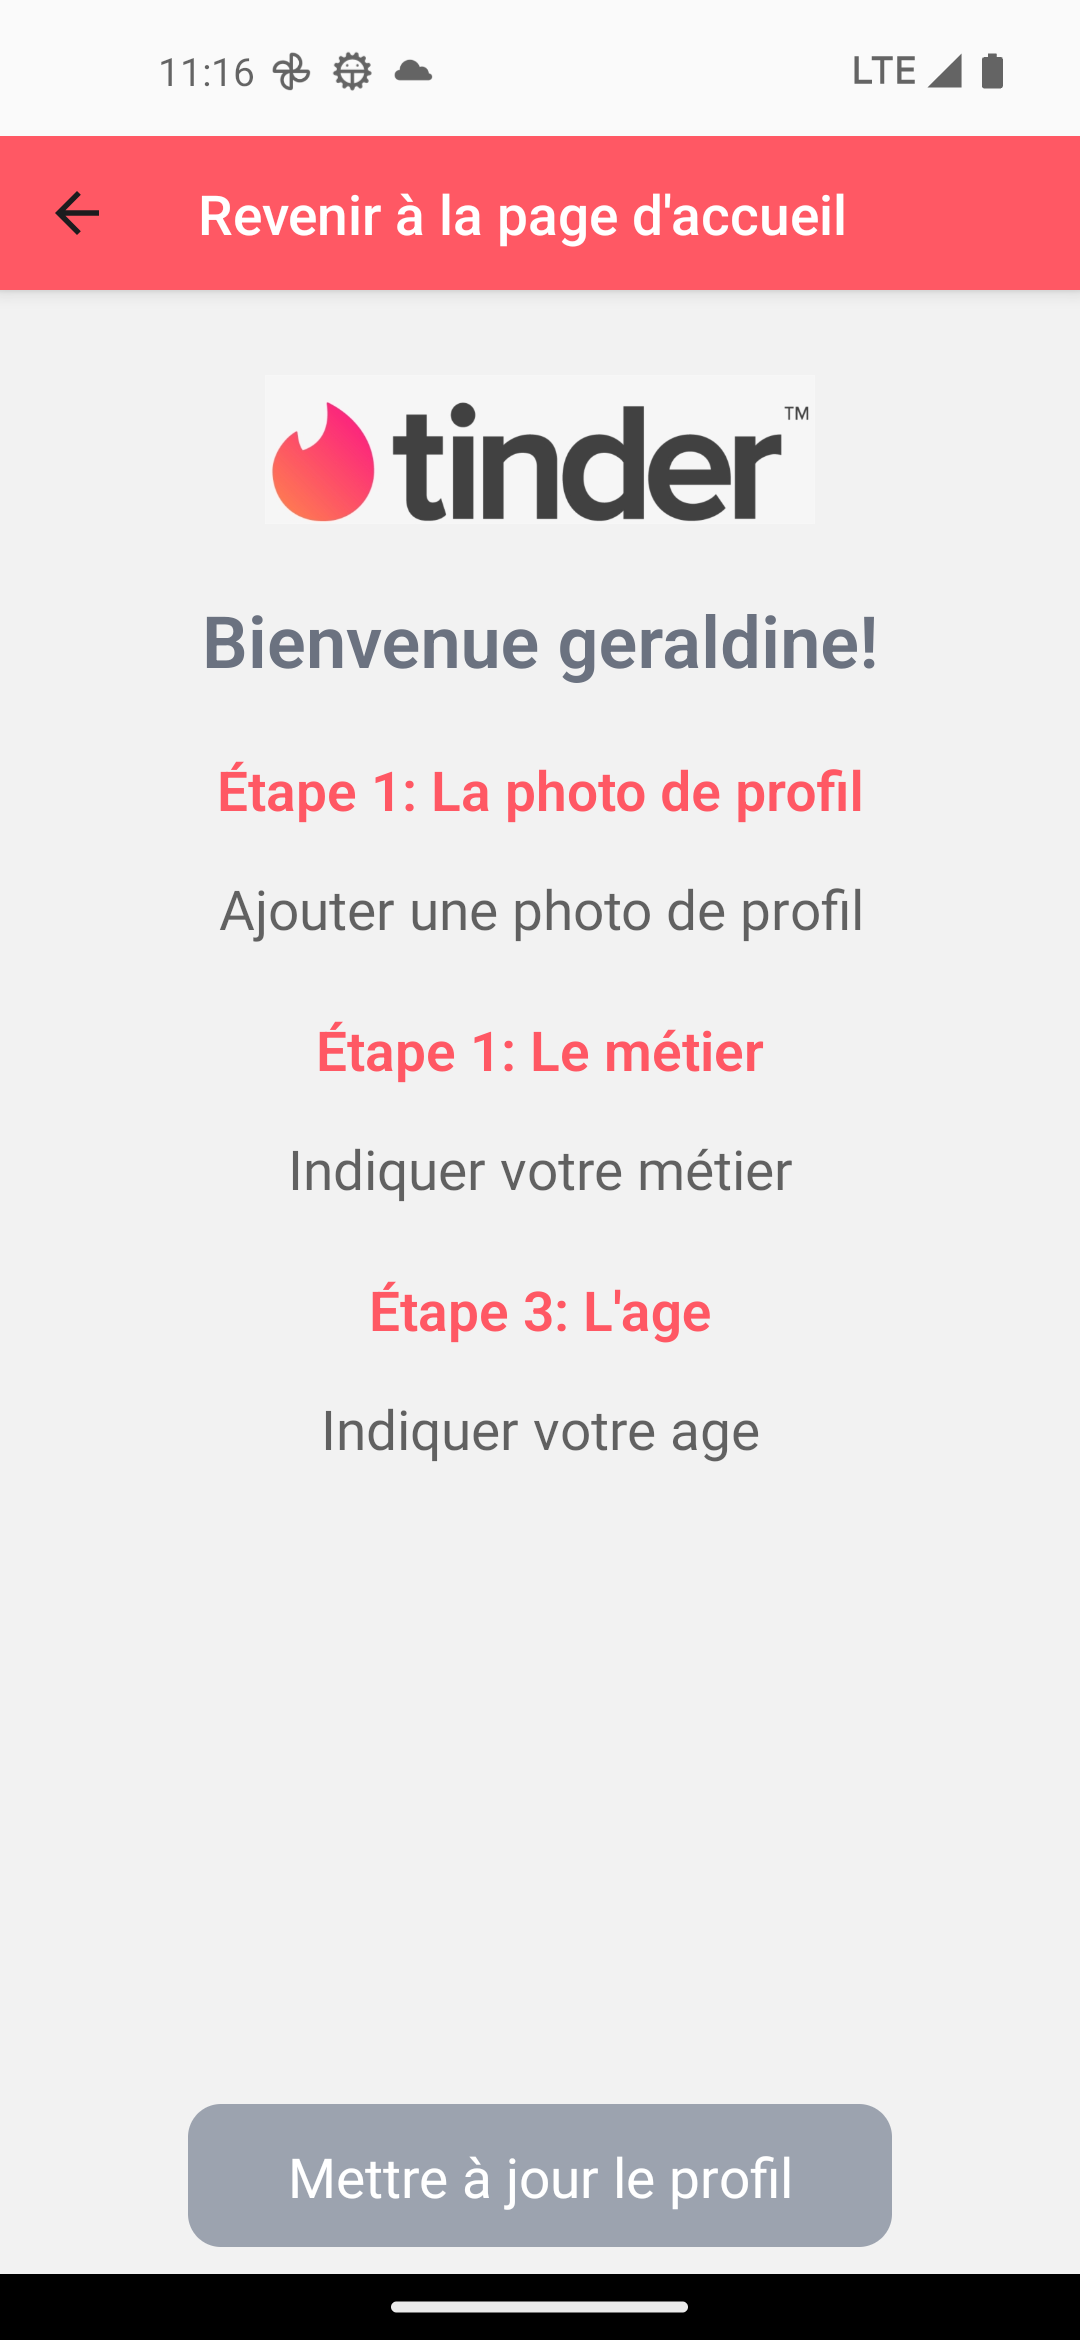 11:16 LTE
Revenir à la page d'accueil
tinder™
Bienvenue geraldine!
Étape 1: La photo de profil
Ajouter une photo de profil
Étape 1: Le métier
Indiquer votre métier
Étape 3: L'age
Indiquer votre age
Mettre à jour le profil